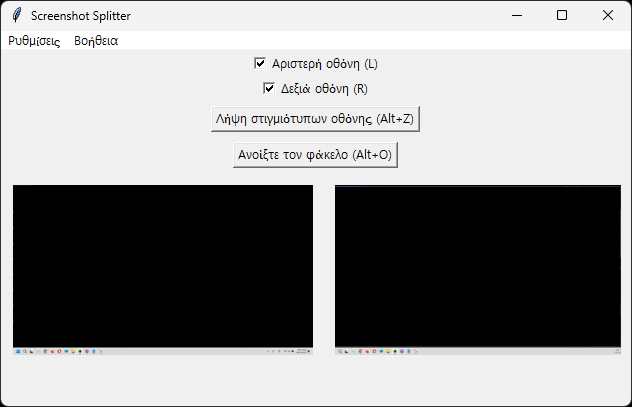 Screenshot Splitter
Ρυθμίσεις Βοήθεια
Αριστερή οθόνη (L)
Δεξιά οθόνη (R)
Λήψη στιγμιότυπων οθόνης (Alt+Z)
Ανοίξτε τον φάκελο (Alt+O)